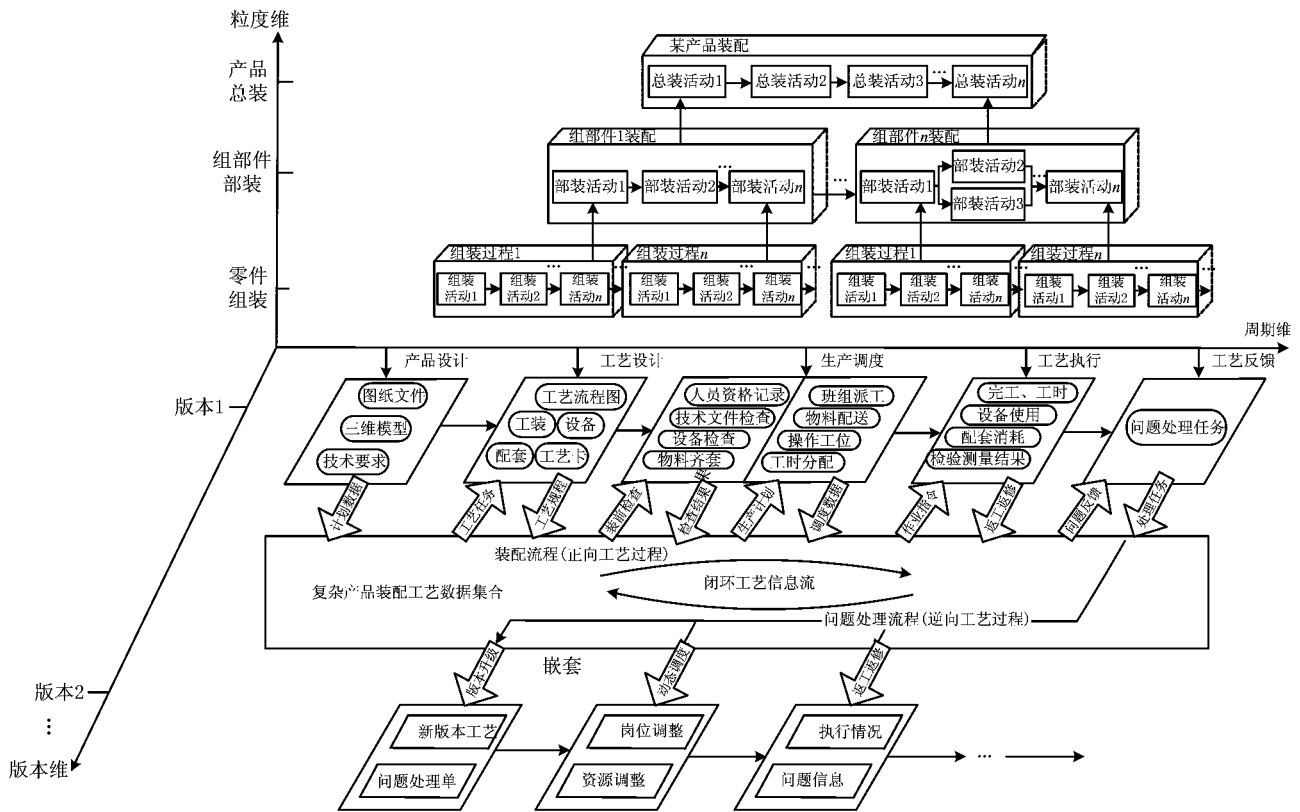 粒度维
产品
总装
某产品装配
总装活动1
总装活动2
总装活动3
...
总装活动n
组部件
部装
组部件1装配
部装活动1
部装活动2
...
部装活动n
...
组部件n装配
部装活动1
部装活动2
部装活动3
...
部装活动n
零件
组装
组装过程1
组装
活动1
组装
活动2
...
组装
活动n
...
组装过程n
组装
活动1
组装
活动2
...
组装
活动n
...
组装过程1
组装
活动1
组装
活动2
...
组装
活动n
...
组装过程n
组装
活动1
组装
活动2
...
组装
活动n
...
周期维
产品设计
工艺设计
生产调度
工艺执行
工艺反馈
版本1
图纸文件
三维模型
技术要求
工艺流程图
工装
设备
配套
工艺卡
人员资格记录
技术文件检查
设备检查
物料齐套
班组派工
物料配送
操作工位
工时分配
完工、工时
设备使用
配套消耗
检验测量结果
问题处理任务
计划数据
工艺任务
工艺规程
装前检查
检查结果
果
生产计划
调度数据
作业指令
返工返修
问题反馈
处理任务
装配流程(正向工艺过程)
复杂产品装配工艺数据集合
闭环工艺信息流
问题处理流程(逆向工艺过程)
版本升级
嵌套
动态调度
返工返修
版本2
...
版本维
新版本工艺
问题处理单
岗位调整
资源调整
执行情况
问题信息
...